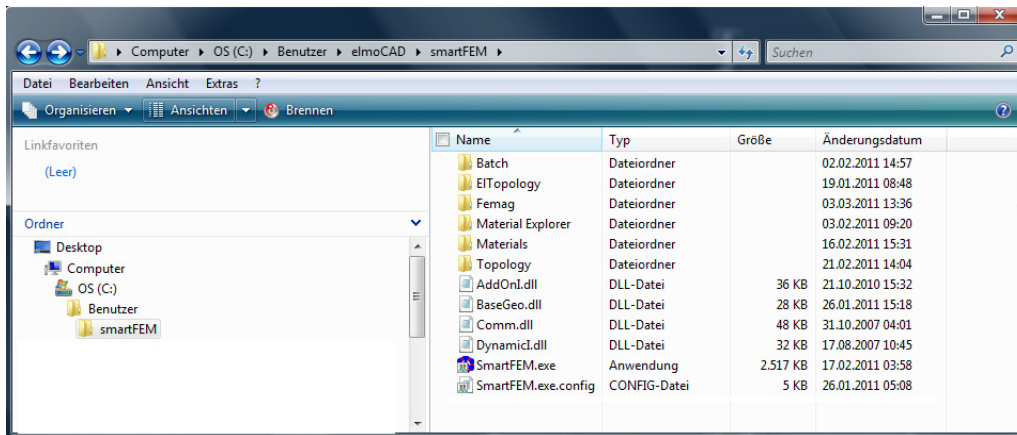 Computer OS (C:) Benutzer elmoCAD smartFEM Suchen
Datei Bearbeiten Ansicht Extras ?
Organisieren Ansichten Brennen
Linkfavoriten
(Leer)
Ordner
Desktop
Computer
OS (C:)
Benutzer
smartFEM
Name Typ Größe Änderungsdatum
Batch Dateiordner 02.02.2011 14:57
ElTopology Dateiordner 19.01.2011 08:48
Femag Dateiordner 03.03.2011 13:36
Material Explorer Dateiordner 03.02.2011 09:20
Materials Dateiordner 16.02.2011 15:31
Topology Dateiordner 21.02.2011 14:04
AddOnI.dll DLL-Datei 36 KB 21.10.2010 15:32
BaseGeo.dll DLL-Datei 28 KB 26.01.2011 15:18
Comm.dll DLL-Datei 48 KB 31.10.2007 04:01
DynamicI.dll DLL-Datei 32 KB 17.08.2007 10:45
SmartFEM.exe Anwendung 2.517 KB 17.02.2011 03:58
SmartFEM.exe.config CONFIG-Datei 5 KB 26.01.2011 05:08